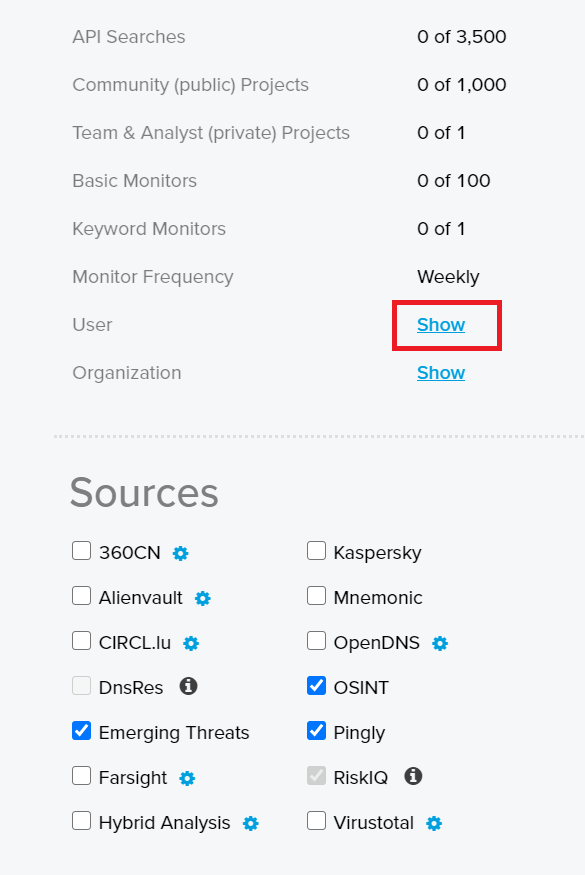 API Searches 0 of 3,500
Community (public) Projects 0 of 1,000
Team & Analyst (private) Projects 0 of 1
Basic Monitors 0 of 100
Keyword Monitors 0 of 1
Monitor Frequency Weekly
User Show
Organization Show
Sources
360CN Kaspersky
Alienvault Mnemonic
CIRCL.lu OpenDNS
DnsRes OSINT
Emerging Threats Pingly
Farsight RiskIQ
Hybrid Analysis Virustotal